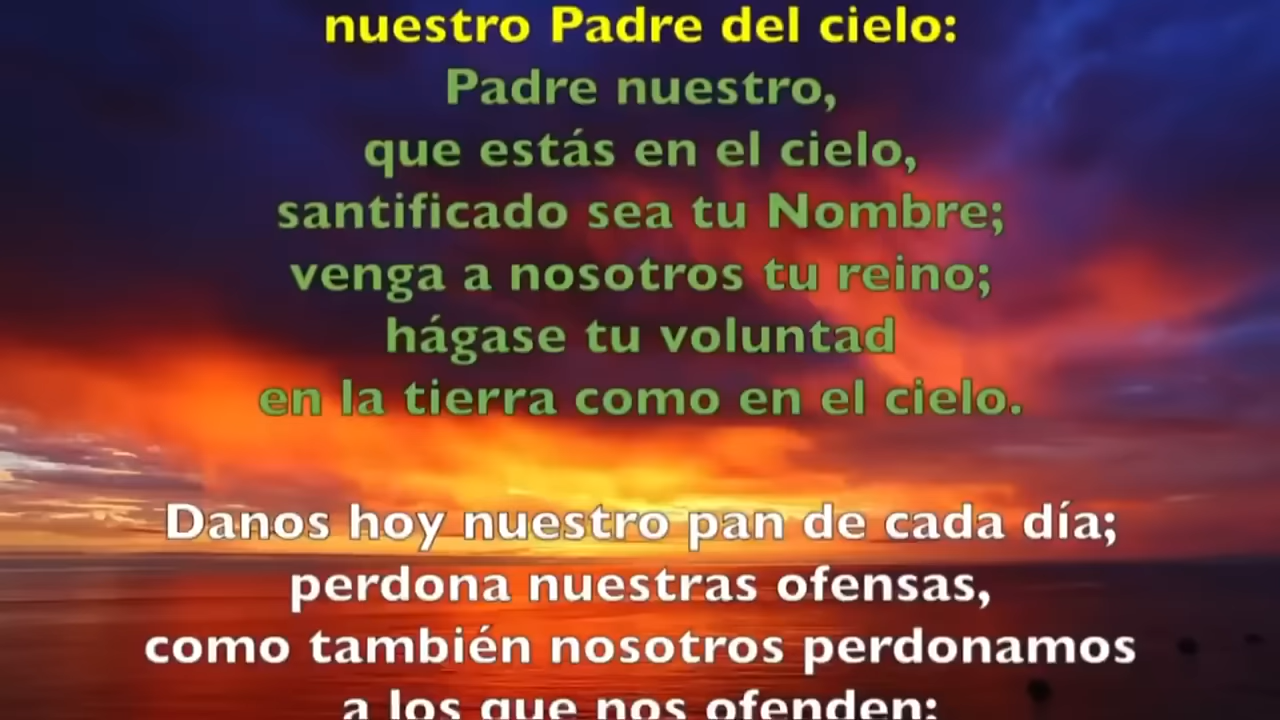 nuestro Padre del cielo:
Padre nuestro,
que estás en el cielo,
santificado sea tu Nombre;
venga a nosotros tu reino;
hágase tu voluntad
en la tierra como en el cielo.
Danos hoy nuestro pan de cada día;
perdona nuestras ofensas,
como también nosotros perdonamos
a los que nos ofenden;